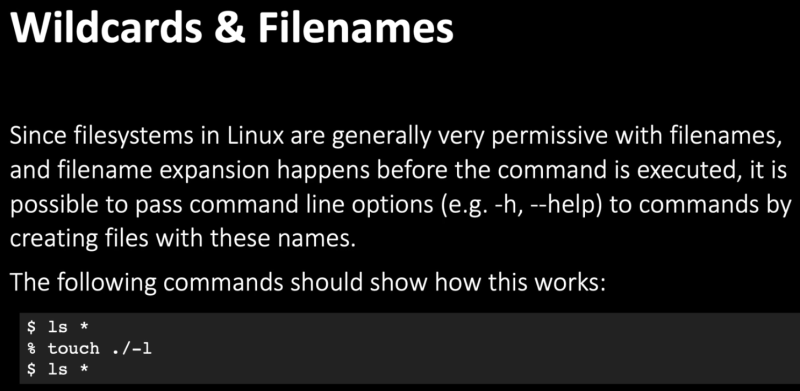 Wildcards & Filenames
Since filesystems in Linux are generally very permissive with filenames,
and filename expansion happens before the command is executed, it is
possible to pass command line options (e.g. -h, --help) to commands by
creating files with these names.
The following commands should show how this works:
$ ls *
% touch ./-l
$ ls *